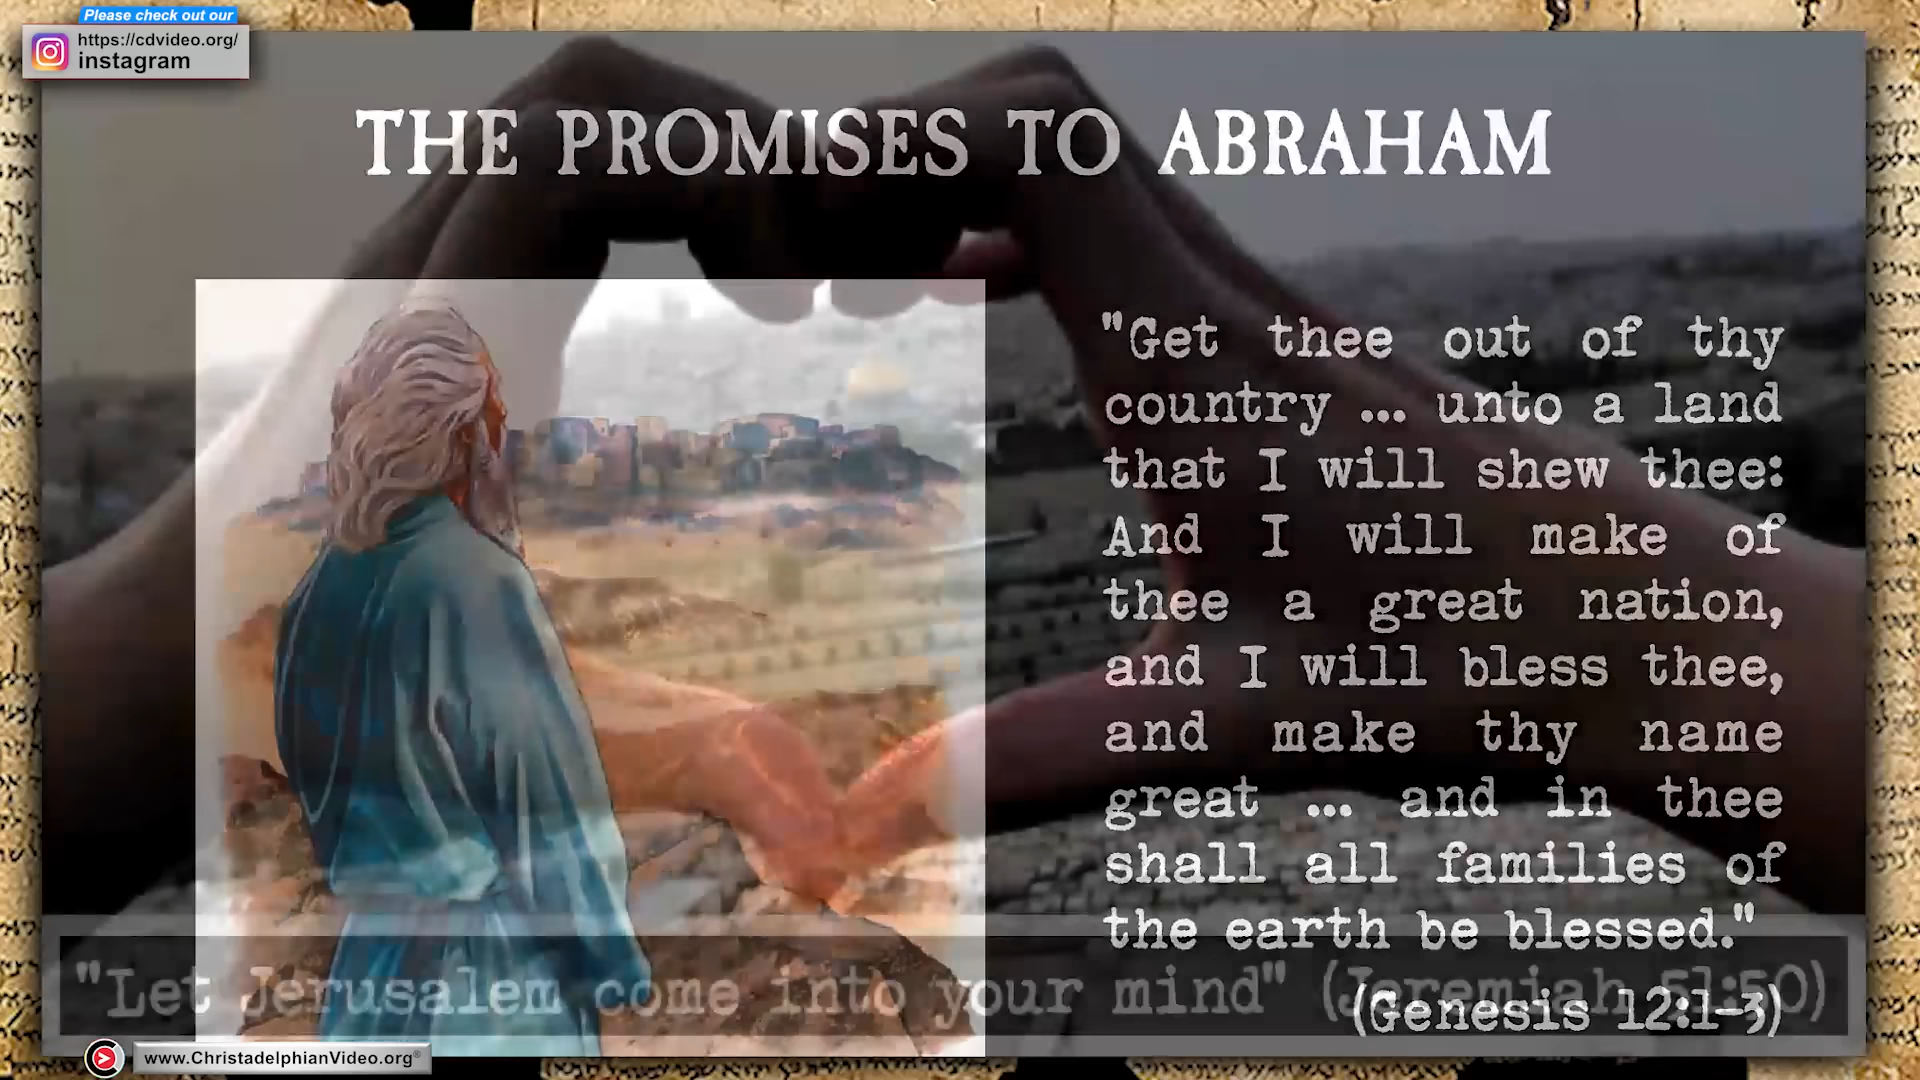 Please check out our
https://cdvideo.org/
instagram
THE PROMISES TO ABRAHAM
"Get thee out of thy
country ... unto a land
that I will shew thee:
And I will make of
thee a great nation,
and I will bless thee,
and make thy name
great ... and in thee
shall all families of
the earth be blessed."
(Genesis 12:1-3)
"Let Jerusalem come into your mind" (Jeremiah 51:50)
www.ChristadelphianVideo.org®